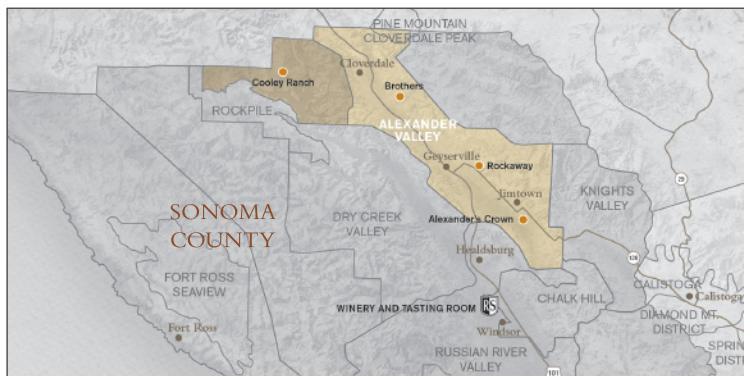 PINE MOUNTAIN
CLOVERDALE PEAK
Cloverdale
Cooley Ranch
Brothers
ROCKPILE
ALEXANDER
VALLEY
Geyserville
Rockaway
29
Jimtown
KNIGHTS
VALLEY
SONOMA
COUNTY
DRY CREEK
VALLEY
Alexander's Crown
Healdsburg
128
FORT ROSS
SEAVIEW
CALISTOGA
Calistoga
CHALK HILL
WINERY AND TASTING ROOM
RS
DIAMOND MT.
DISTRICT
Fort Ross
Windsor
SPRIN
DIST
RUSSIAN RIVER
VALLEY
101